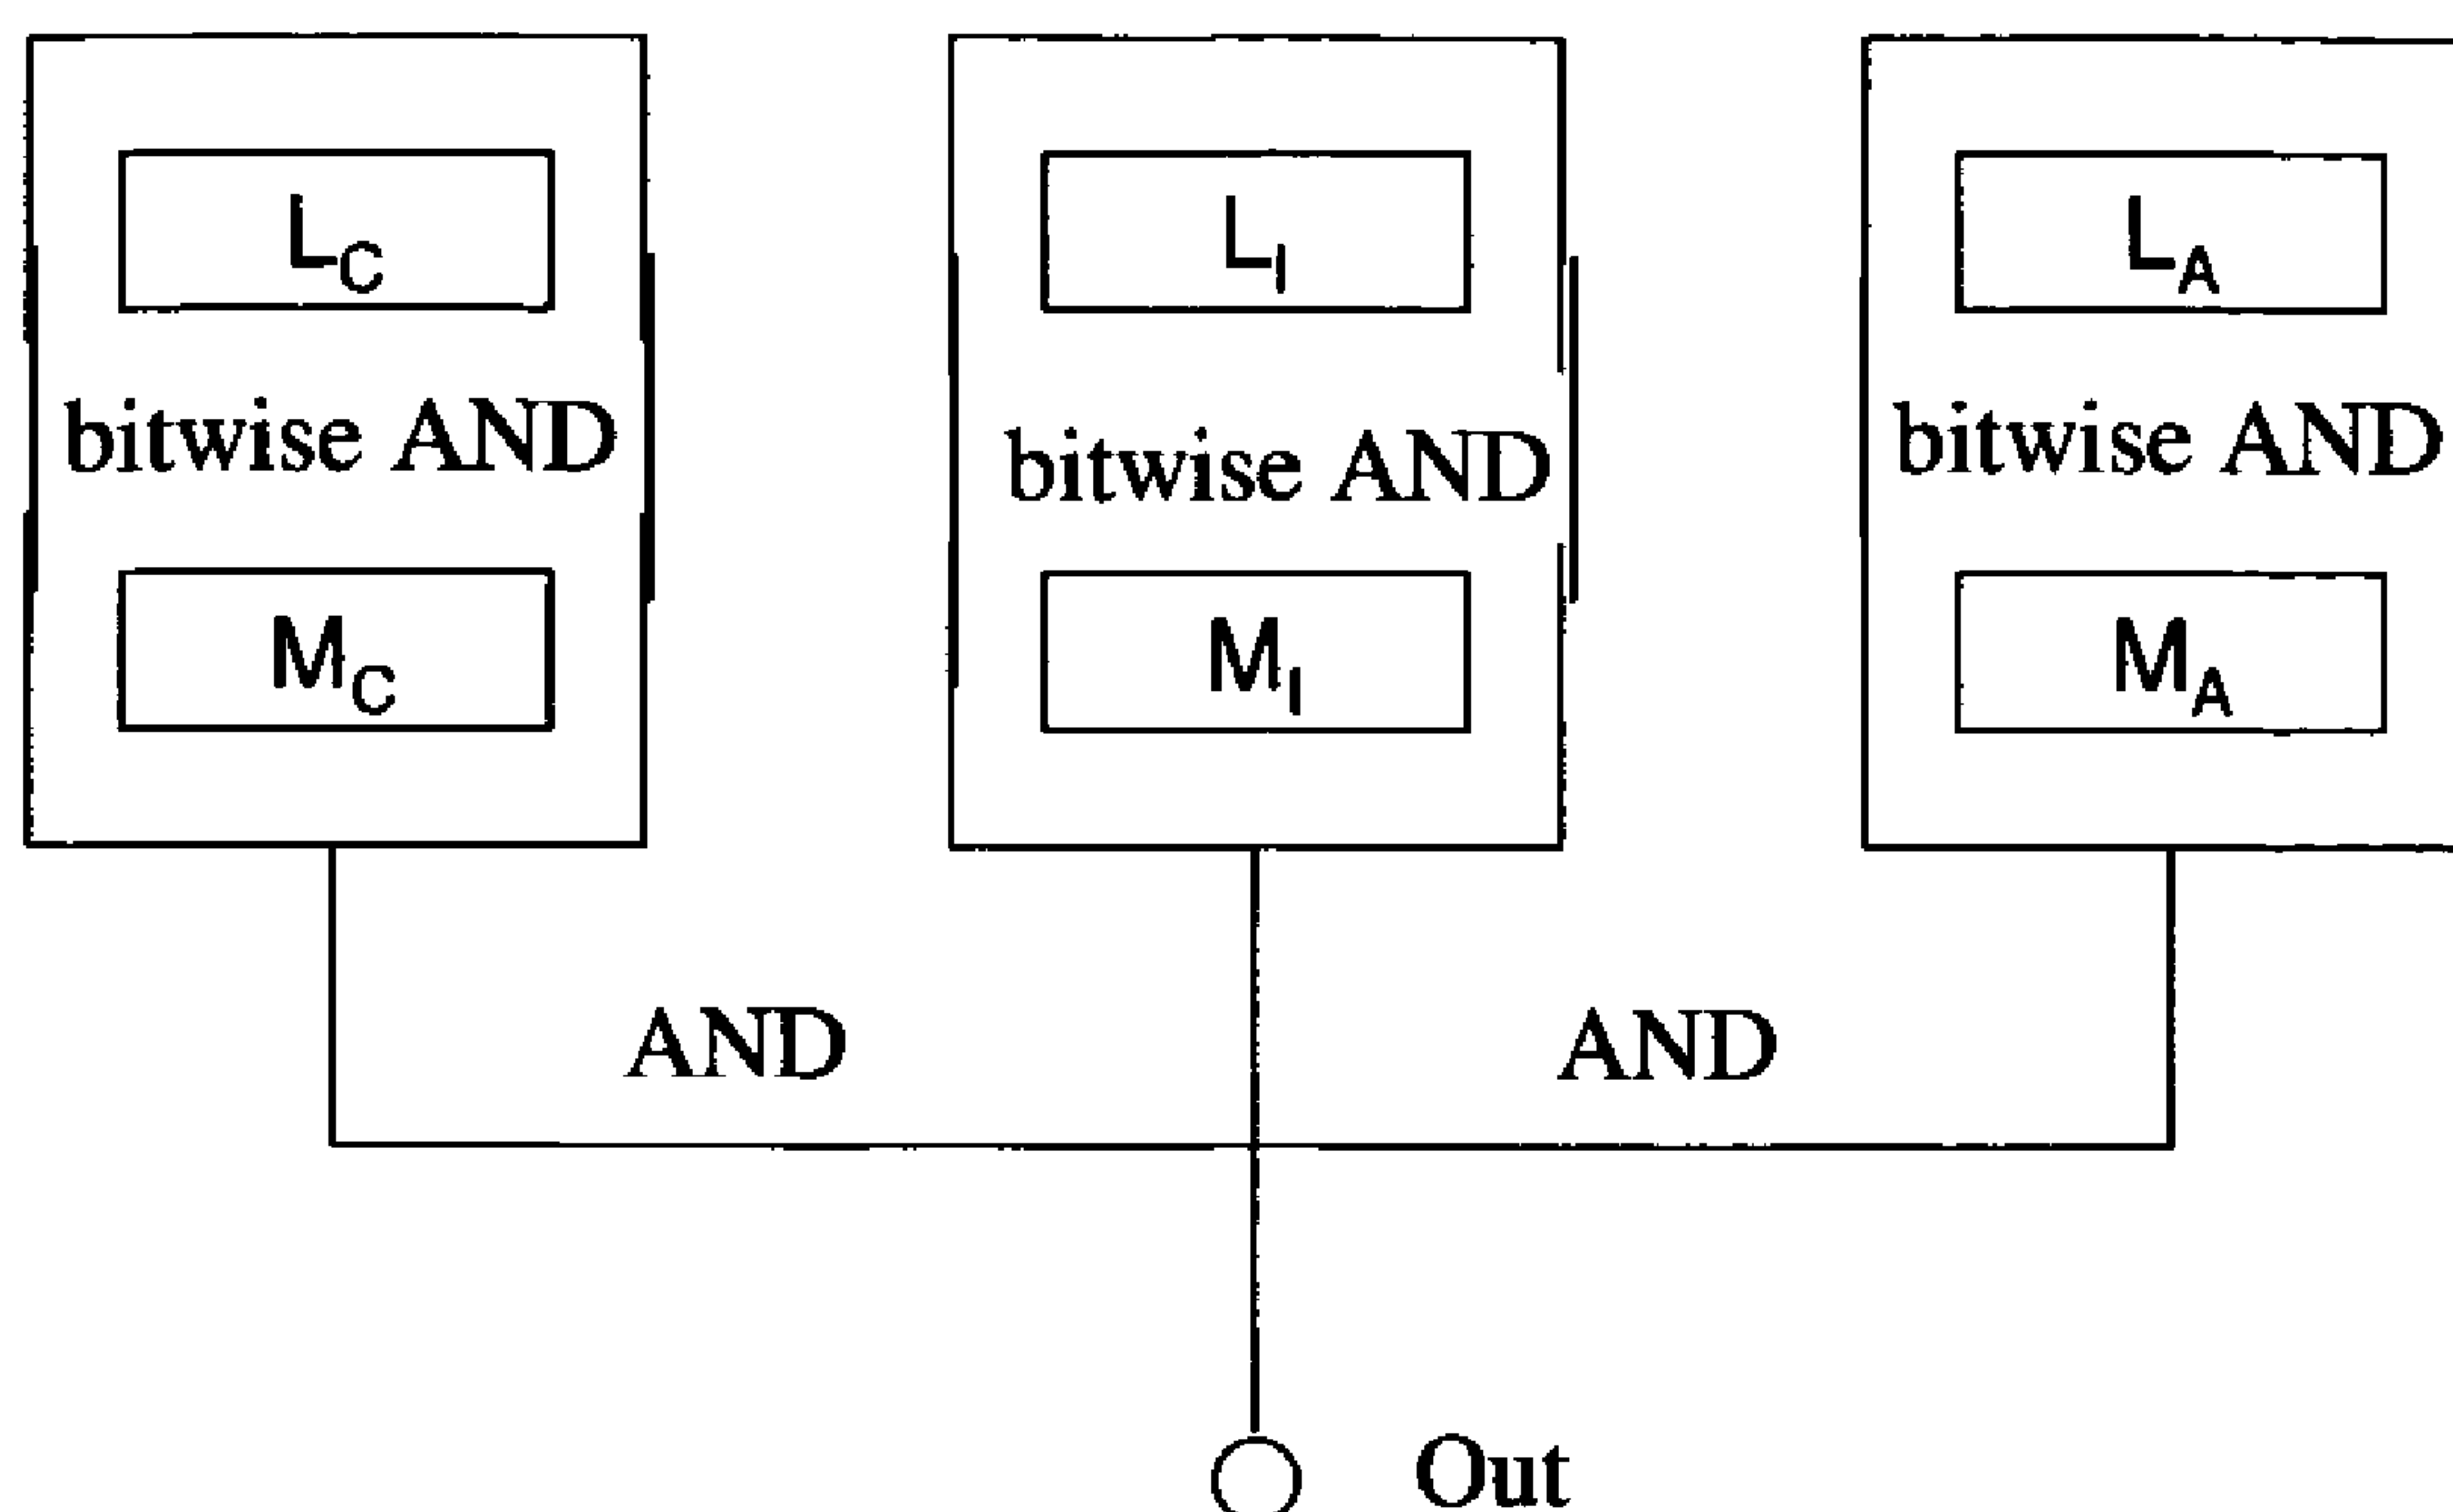 L_C L_I L_A
bitwise AND bitwise AND bitwise AND
M_C M_I M_A
AND AND
Out